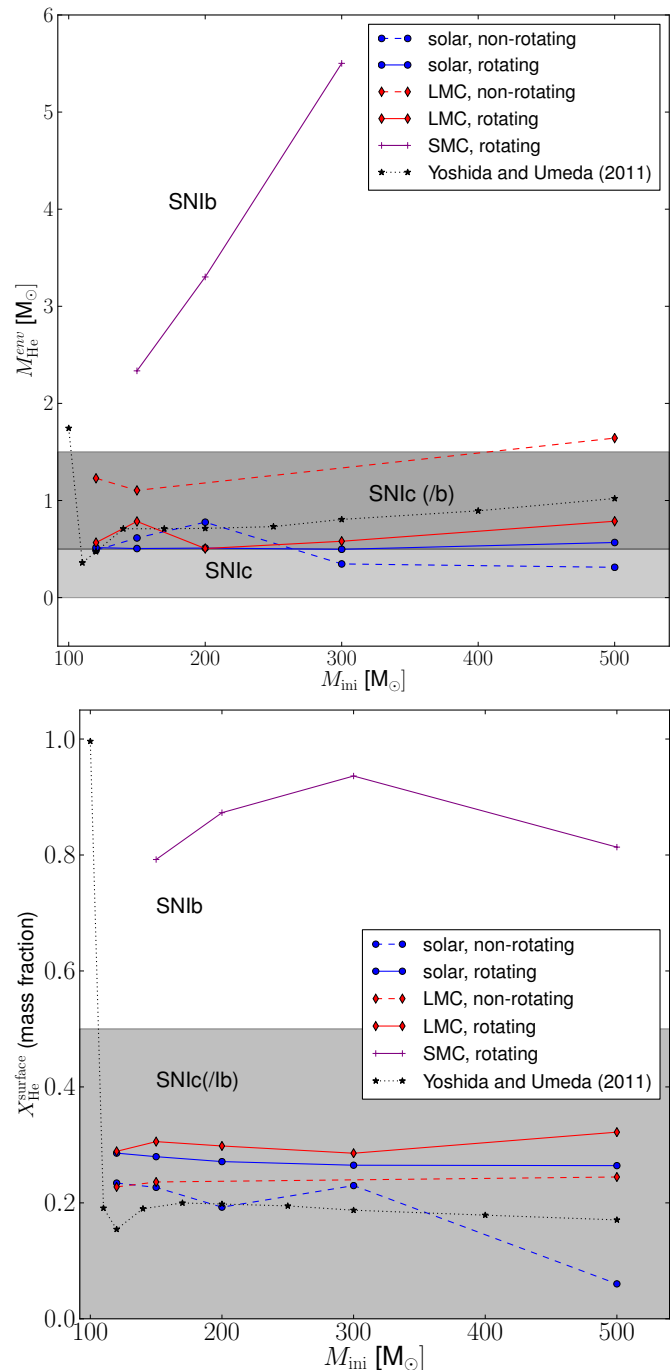 6
5
4
3
2
1
0
100
200
300
400
500
M_ini [M_⊙]
M_He^env [M_⊙]
solar, non-rotating
solar, rotating
LMC, non-rotating
LMC, rotating
SMC, rotating
Yoshida and Umeda (2011)
SNIb
SNIc (/b)
SNIc
1.0
0.8
0.6
0.4
0.2
0.0
100
200
300
400
500
M_ini [M_⊙]
X_He^surface (mass fraction)
SNIb
solar, non-rotating
solar, rotating
LMC, non-rotating
LMC, rotating
SMC, rotating
Yoshida and Umeda (2011)
SNIc(/Ib)